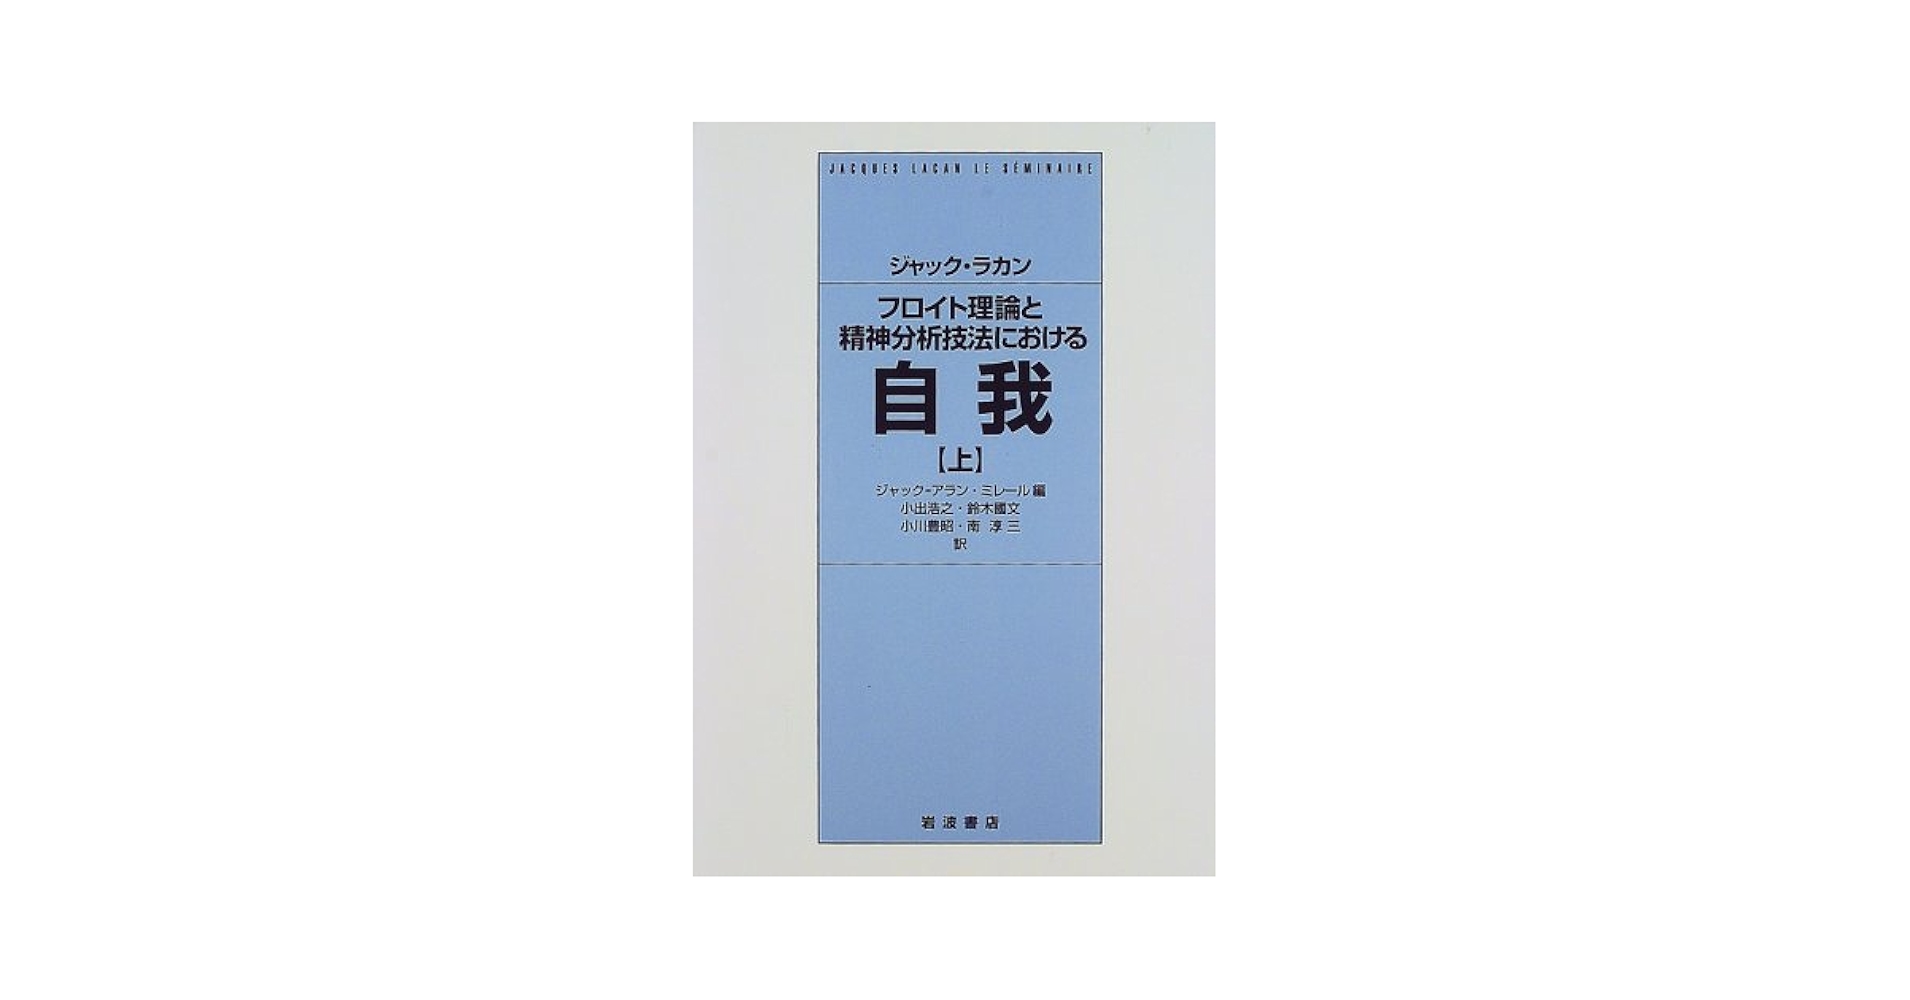 JACQUES LACAN LE SÉMINAIRE
ジャック・ラカン
フロイト理論と
精神分析技法における
自我
【上】
ジャック-アラン・ミレール 編
小出浩之・鈴木國文
小川豊昭・南 淳三
訳
岩波書店